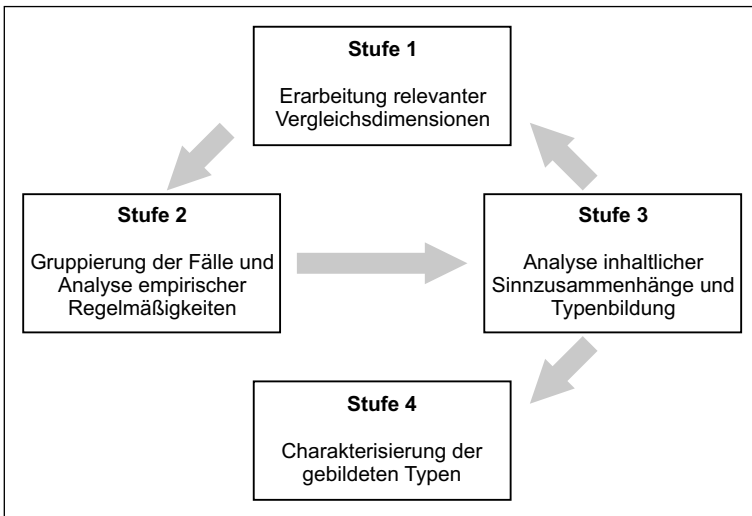 Stufe 1
Erarbeitung relevanter
Vergleichsdimensionen
Stufe 2
Gruppierung der Fälle und
Analyse empirischer
Regelmäßigkeiten
Stufe 3
Analyse inhaltlicher
Sinnzusammenhänge und
Typenbildung
Stufe 4
Charakterisierung der
gebildeten Typen